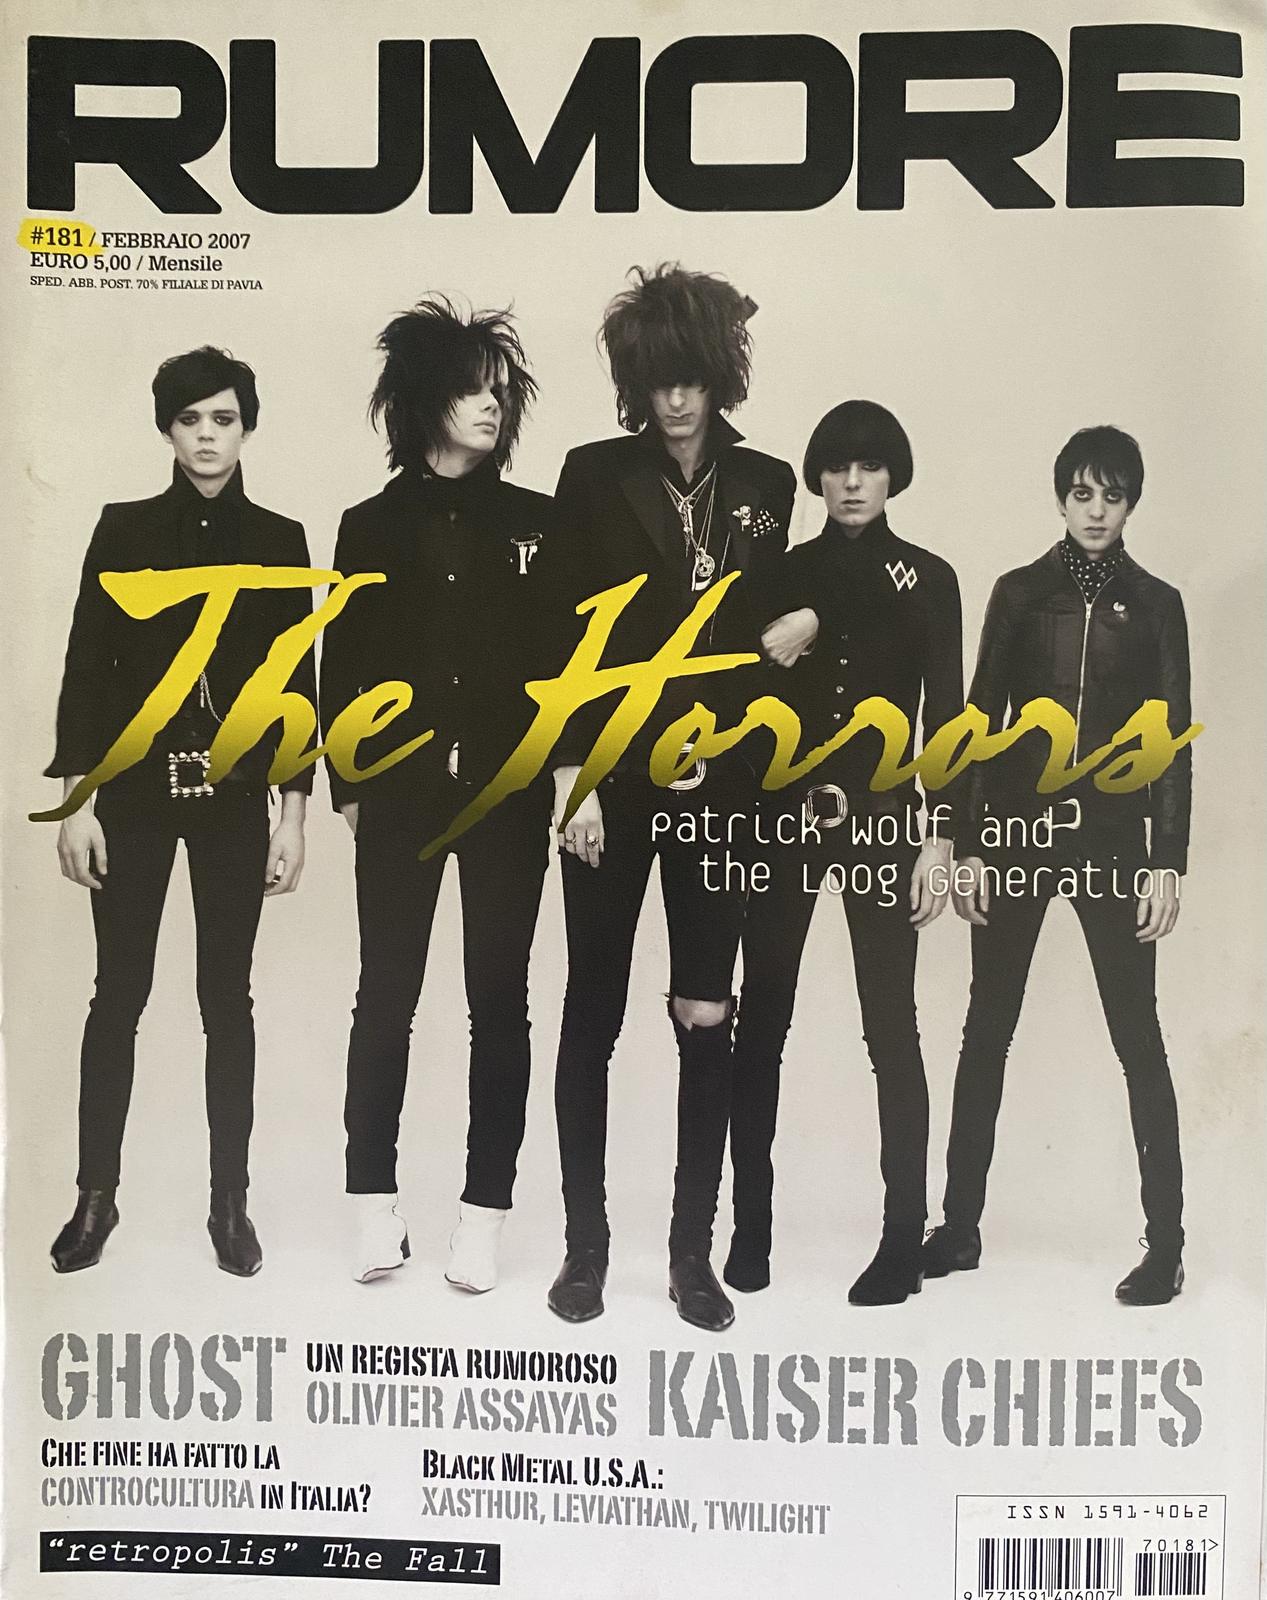 RUMORE
#181 / FEBBRAIO 2007
EURO 5,00 / Mensile
SPED. ABB. POST. 70% FILIALE DI PAVIA
The Horrors
patrick wolf and
the Loog Generation
GHOST
UN REGISTA RUMOROSO
OLIVIER ASSAYAS
KAISER CHIEFS
CHE FINE HA FATTO LA
CONTROCULTURA IN ITALIA?
BLACK METAL U.S.A.:
XASTHUR, LEVIATHAN, TWILIGHT
"retropolis" The Fall
ISSN 1591-4062
70181>
9 771591 406007